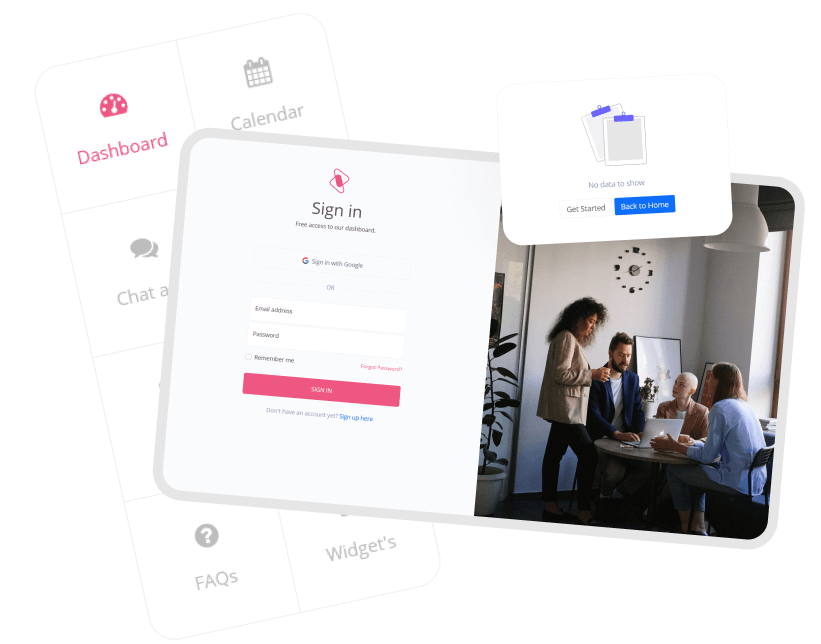 Dashboard
Calendar
Chat a
FAQs
Widget's
Sign in
Free access to our dashboard.
Sign in with Google
OR
Email address
Password
Remember me
Forgot Password?
SIGN IN
Don't have an account yet? Sign up here
No data to show
Get Started
Back to Home